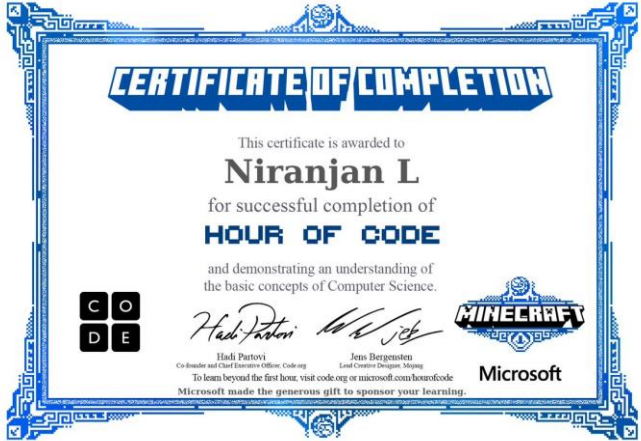 CERTIFICATE OF COMPLETION
This certificate is awarded to
Niranjan L
for successful completion of
HOUR OF CODE
and demonstrating an understanding of
the basic concepts of Computer Science.
C O
D E
Hadi Partovi
jeb
MINECRAFT
Hadi Partovi
Co-founder and Chief Executive Officer, Code.org
Jens Bergensten
Lead Creative Designer, Mojang
Microsoft
To learn beyond the first hour, visit code.org or microsoft.com/hourofcode
Microsoft made the generous gift to sponsor your learning.